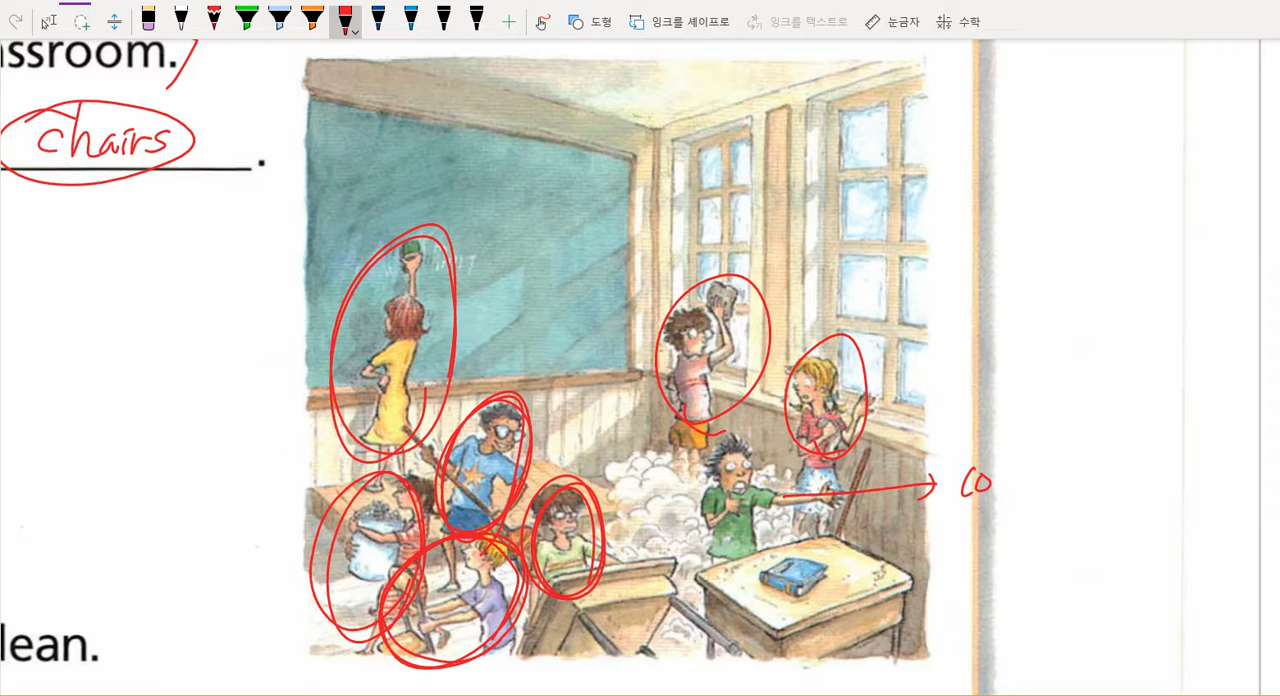 도형 잉크를 셰이프로 잉크를 텍스트로 눈금자 수학
ssroom.
chairs .
co
lean.